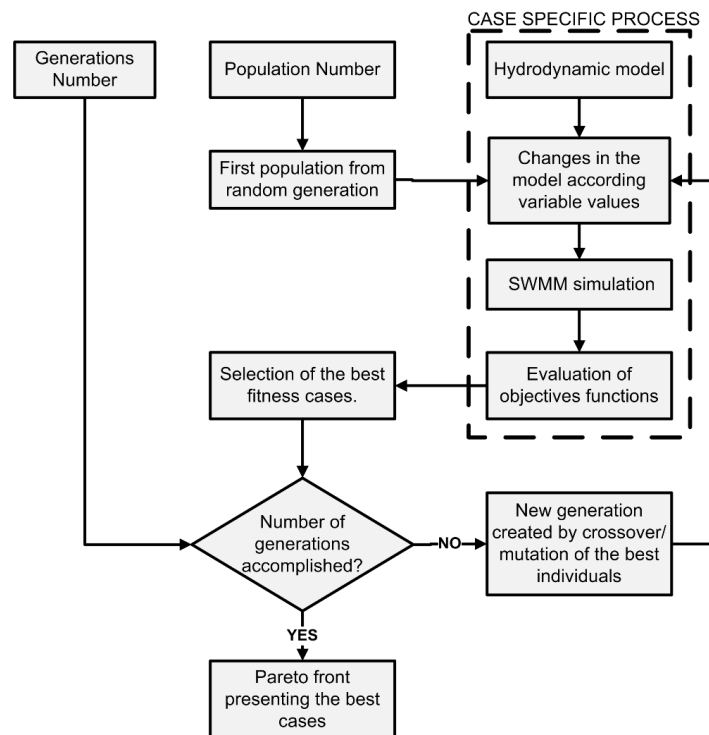 CASE SPECIFIC PROCESS
Generations
Number
Population Number
Hydrodynamic model
First population from
random generation
Changes in the
model according
variable values
SWMM simulation
Selection of the best
fitness cases.
Evaluation of
objectives functions
Number of
generations
accomplished?
NO
New generation
created by crossover/
mutation of the best
individuals
YES
Pareto front
presenting the best
cases